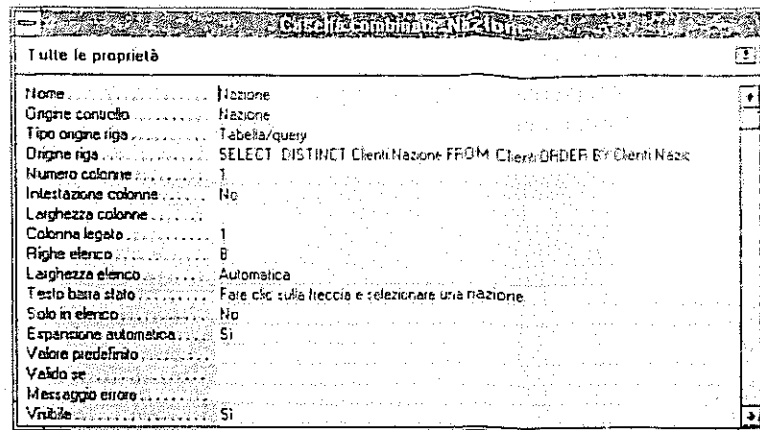 Casella combinata: Nazione
Tutte le proprietà
Nome.................. Nazione
Origine controllo........ Nazione
Tipo origine riga.......... Tabella/query
Origine riga............... SELECT DISTINCT Clienti.Nazione FROM Clienti ORDER BY Clienti.Nazic
Numero colonne......... 1
Intestazione colonne...... No
Larghezza colonne.......
Colonna legata........... 1
Righe elenco............. 8
Larghezza elenco......... Automatica
Testo barra stato......... Fare clic sulla freccia e selezionare una nazione.
Solo in elenco............ No
Espansione automatica.... Sì
Valore predefinito.........
Valido se.................
Messaggio errore.........
Visibile.................. Sì